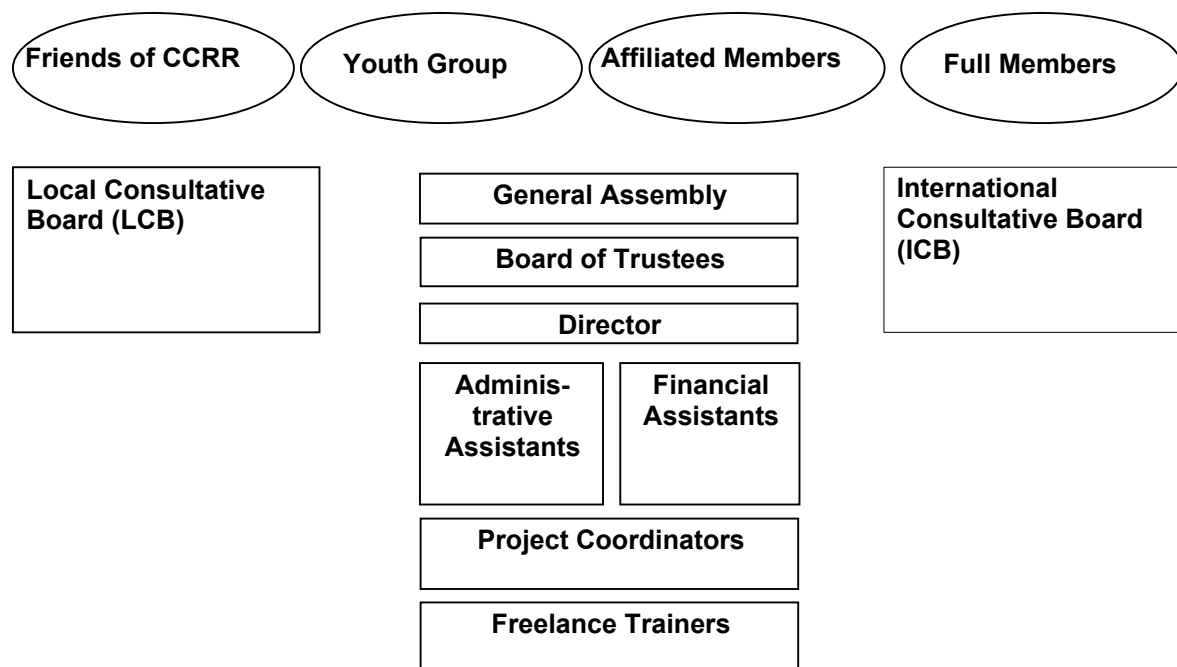 Friends of CCRR
Youth Group
Affiliated Members
Full Members
Local Consultative
Board (LCB)
General Assembly
Board of Trustees
Director
International
Consultative Board
(ICB)
Adminis-
trative
Assistants
Financial
Assistants
Project Coordinators
Freelance Trainers